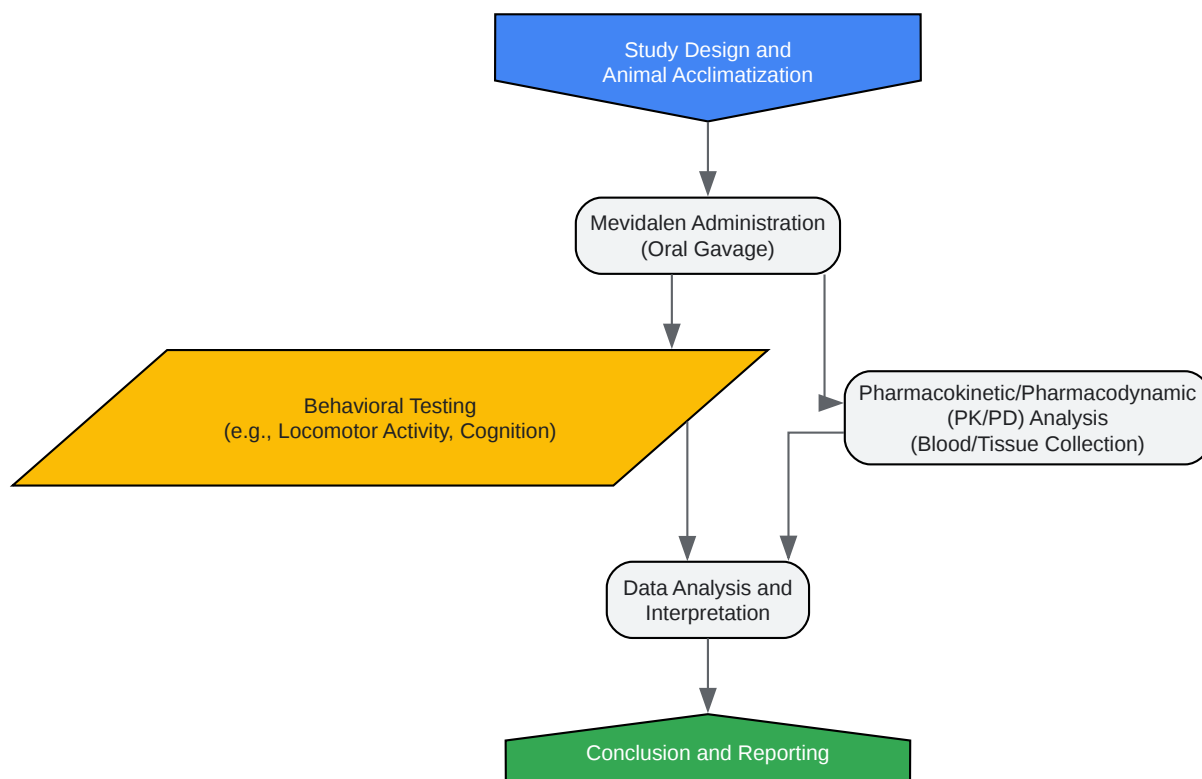 Study Design and
Animal Acclimatization
Mevidalen Administration
(Oral Gavage)
Behavioral Testing
(e.g., Locomotor Activity, Cognition)
Pharmacokinetic/Pharmacodynamic
(PK/PD) Analysis
(Blood/Tissue Collection)
Data Analysis and
Interpretation
Conclusion and Reporting